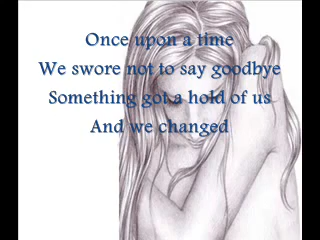 Once upon a time
We swore not to say goodbye
Something got a hold of us
And we changed